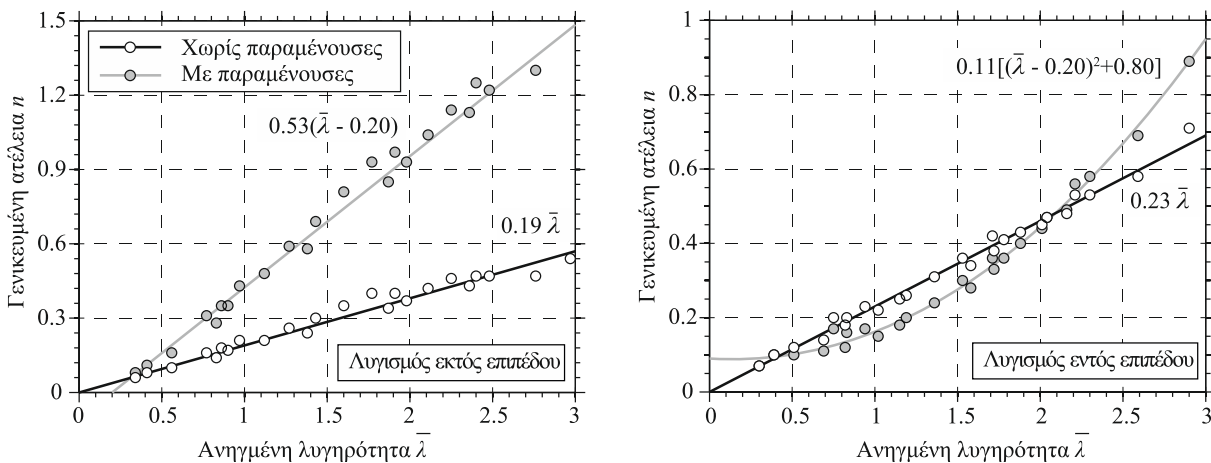 Γενικευμένη ατέλεια n
1.5
1.2
0.9
0.6
0.3
0
Χωρίς παραμένουσες
Με παραμένουσες
0.53(λ̅ - 0.20)
0.19 λ̅
Λυγισμός εκτός επιπέδου
0 0.5 1 1.5 2 2.5 3
Ανηγμένη λυγηρότητα λ̅
Γενικευμένη ατέλεια n
1
0.8
0.6
0.4
0.2
0
0.11[(λ̅ - 0.20)²+0.80]
0.23 λ̅
Λυγισμός εντός επιπέδου
0 0.5 1 1.5 2 2.5 3
Ανηγμένη λυγηρότητα λ̅